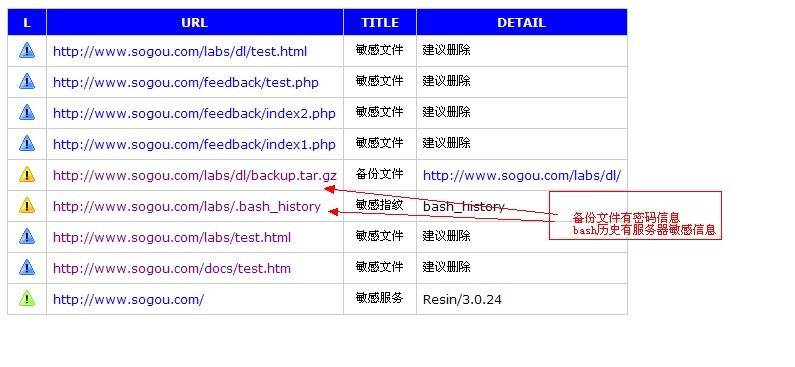 L URL TITLE DETAIL
http://www.sogou.com/labs/dl/test.html 敏感文件 建议删除
http://www.sogou.com/feedback/test.php 敏感文件 建议删除
http://www.sogou.com/feedback/index2.php 敏感文件 建议删除
http://www.sogou.com/feedback/index1.php 敏感文件 建议删除
http://www.sogou.com/labs/dl/backup.tar.gz 备份文件 http://www.sogou.com/labs/dl/
http://www.sogou.com/labs/.bash_history 敏感指纹 bash_history
备份文件有密码信息
bash历史有服务器敏感信息
http://www.sogou.com/labs/test.html 敏感文件 建议删除
http://www.sogou.com/docs/test.htm 敏感文件 建议删除
http://www.sogou.com/ 敏感服务 Resin/3.0.24